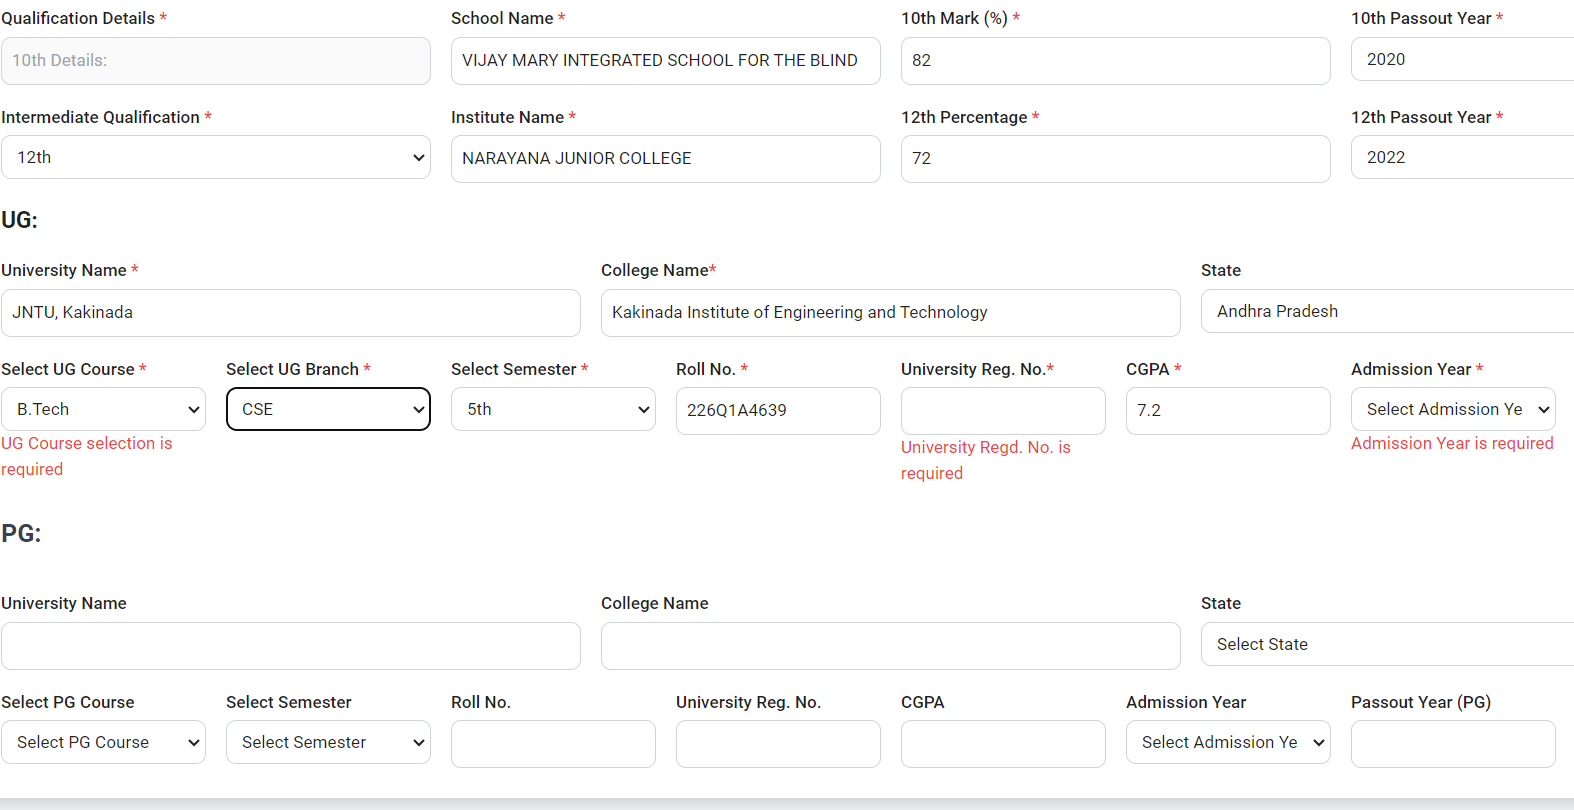 Qualification Details * School Name * 10th Mark (%) * 10th Passout Year *
10th Details: VIJAY MARY INTEGRATED SCHOOL FOR THE BLIND 82 2020
Intermediate Qualification * Institute Name * 12th Percentage * 12th Passout Year *
12th NARAYANA JUNIOR COLLEGE 72 2022
UG:
University Name * College Name* State
JNTU, Kakinada Kakinada Institute of Engineering and Technology Andhra Pradesh
Select UG Course * Select UG Branch * Select Semester * Roll No. * University Reg. No.* CGPA * Admission Year *
B.Tech CSE 5th 226Q1A4639 7.2 Select Admission Ye
UG Course selection is required University Regd. No. is required Admission Year is required
PG:
University Name College Name State
Select State
Select PG Course Select Semester Roll No. University Reg. No. CGPA Admission Year Passout Year (PG)
Select PG Course Select Semester Select Admission Ye